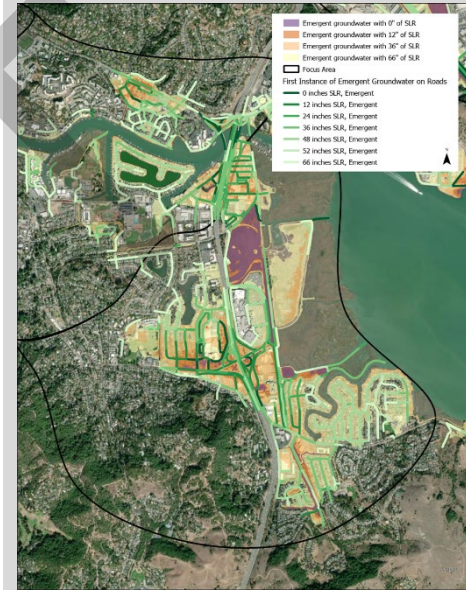 Emergent groundwater with 0" of SLR
Emergent groundwater with 12" of SLR
Emergent groundwater with 36" of SLR
Emergent groundwater with 66" of SLR
Focus Area
First Instance of Emergent Groundwater on Roads
0 inches SLR, Emergent
12 inches SLR, Emergent
24 inches SLR, Emergent
36 inches SLR, Emergent
48 inches SLR, Emergent
52 inches SLR, Emergent
66 inches SLR, Emergent
N